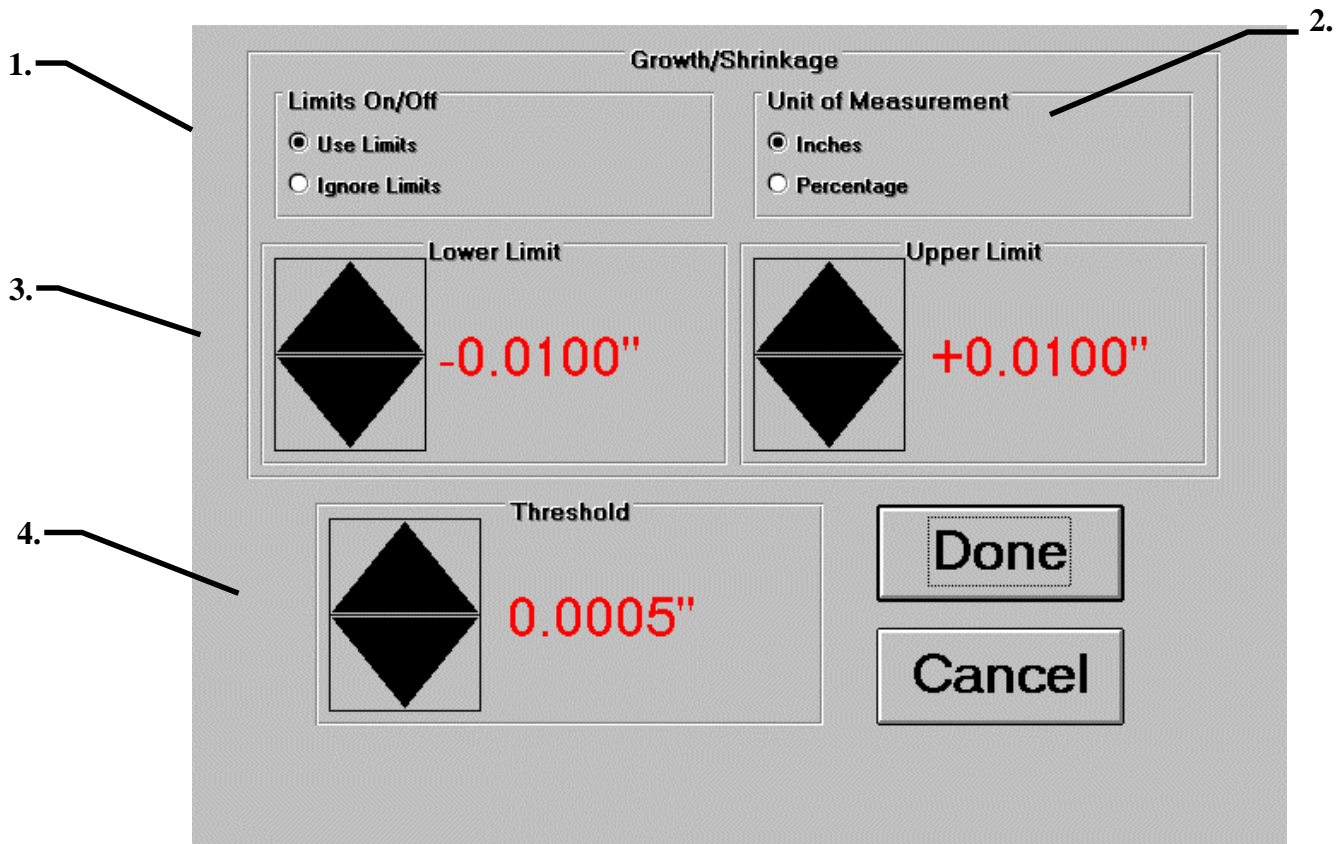 1.
2.
Growth/Shrinkage
Limits On/Off
Use Limits
Ignore Limits
Unit of Measurement
Inches
Percentage
3.
Lower Limit
-0.0100"
Upper Limit
+0.0100"
4.
Threshold
0.0005"
Done
Cancel